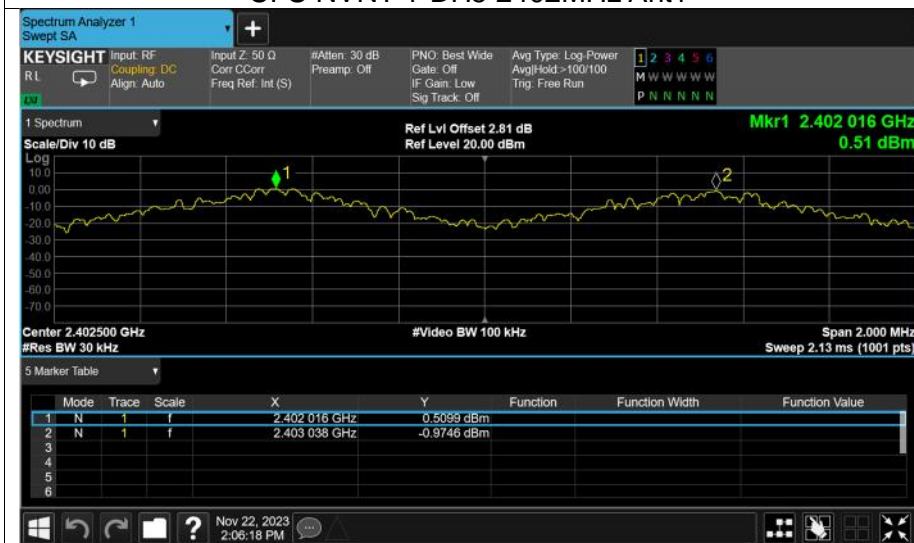 Spectrum Analyzer 1
Swept SA
KEYSIGHT
RL
Input: RF
Coupling: DC
Align: Auto
Input Z: 50 Ω
Corr CCorr
Freq Ref: Int (S)
#Atten: 30 dB
Preamp: Off
PNO: Best Wide
Gate: Off
IF Gain: Low
Sig Track: Off
Avg Type: Log-Power
Avg|Hold:>100/100
Trig: Free Run
1 2 3 4 5 6
M W W W W W
P N N N N N
1 Spectrum
Scale/Div 10 dB
Ref Lvl Offset 2.81 dB
Ref Level 20.00 dBm
Mkr1 2.402 016 GHz
0.51 dBm
Log
10.0
0.00
-10.0
-20.0
-30.0
-40.0
-50.0
-60.0
-70.0
1
2
Center 2.402500 GHz
#Res BW 30 kHz
#Video BW 100 kHz
Span 2.000 MHz
Sweep 2.13 ms (1001 pts)
5 Marker Table
Mode Trace Scale X Y Function Function Width Function Value
1 N 1 f 2.402 016 GHz 0.5099 dBm
2 N 1 f 2.403 038 GHz -0.9746 dBm
3
4
5
6
?
Nov 22, 2023
2:06:18 PM